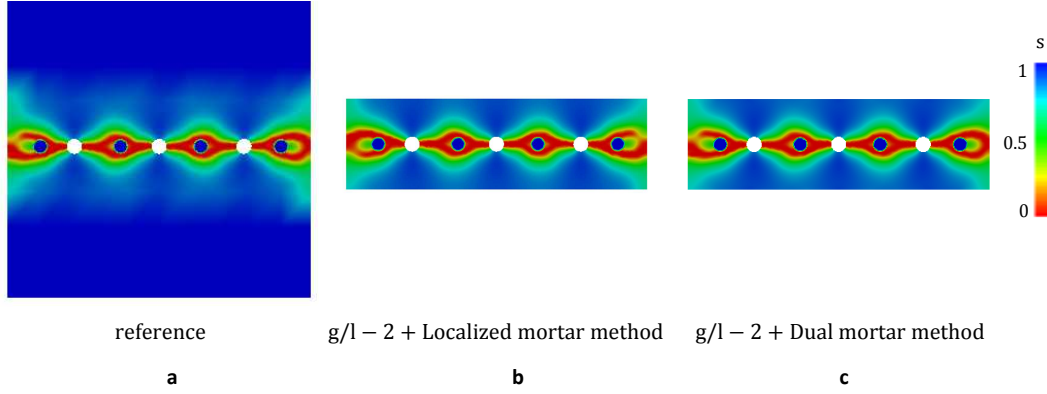 s
1
0.5
0
reference
g/l − 2 + Localized mortar method
g/l − 2 + Dual mortar method
a
b
c